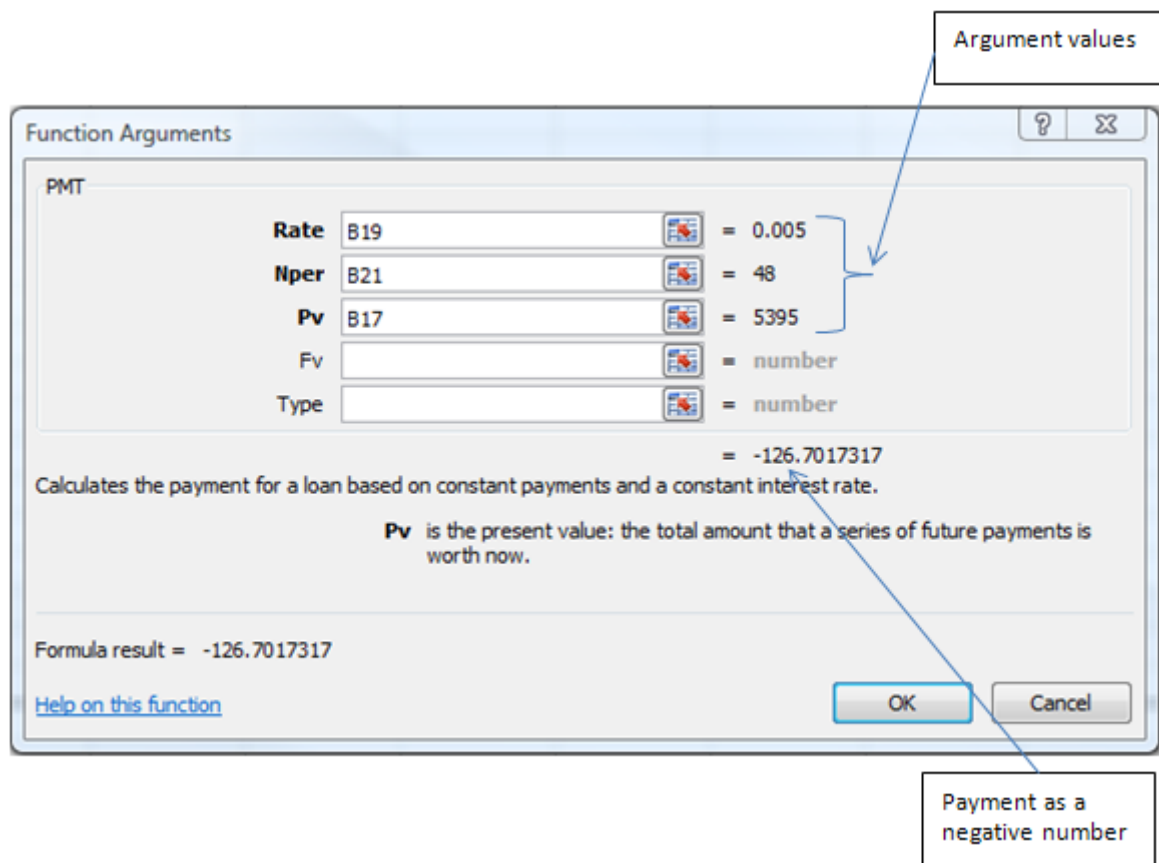 Argument values
Function Arguments
PMT
Rate B19 = 0.005
Nper B21 = 48
Pv B17 = 5395
Fv = number
Type = number
= -126.7017317
Calculates the payment for a loan based on constant payments and a constant interest rate.
Pv is the present value: the total amount that a series of future payments is
worth now.
Formula result = -126.7017317
Help on this function
OK Cancel
Payment as a
negative number